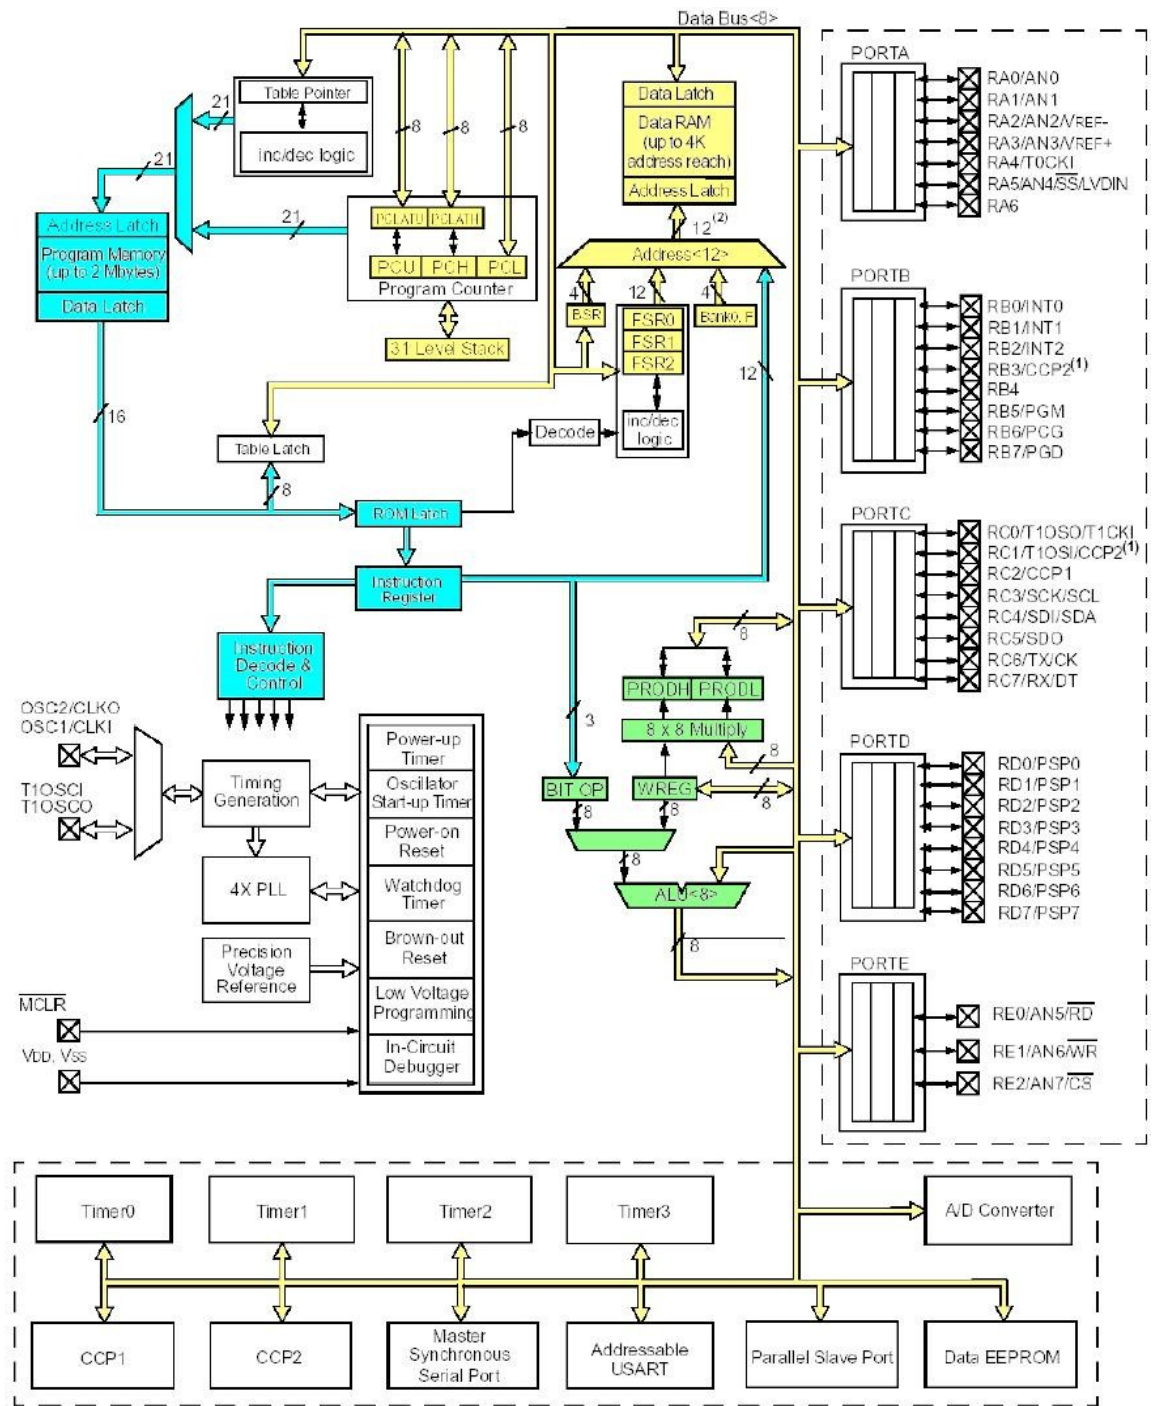 Data Bus<8>
PORTA
RA0/AN0
RA1/AN1
RA2/AN2/VREF-
RA3/AN3/VREF+
RA4/T0CKI
RA5/AN4/SS/LVDIN
RA6
21
Table Pointer
inc/dec logic
8
8
8
Data Latch
Data RAM
(up to 4K
address reach)
Address Latch
21
21
12(2)
Address Latch
Program Memory
(up to 2 Mbytes)
Data Latch
PCLATU PCLATH
PCU PCH PCL
Program Counter
31 Level Stack
Address<12>
4
12
4
BSR
FSR0
FSR1
FSR2
Bank0, F
12
inc/dec
logic
Decode
PORTB
RB0/INT0
RB1/INT1
RB2/INT2
RB3/CCP2(1)
RB4
RB5/PGM
RB6/PCG
RB7/PGD
16
Table Latch
8
ROM Latch
Instruction
Register
Instruction
Decode &
Control
PORTC
RC0/T1OSO/T1CKI
RC1/T1OSI/CCP2(1)
RC2/CCP1
RC3/SCK/SCL
RC4/SDI/SDA
RC5/SDO
RC6/TX/CK
RC7/RX/DT
8
PRODH PRODL
8 x 8 Multiply
3
8
BIT OP
WREG
8
8
8
8
ALU<8>
8
OSC2/CLKO
OSC1/CLKI
T1OSCI
T1OSCO
Timing
Generation
4X PLL
Precision
Voltage
Reference
MCLR
VDD, VSS
Power-up
Timer
Oscillator
Start-up Timer
Power-on
Reset
Watchdog
Timer
Brown-out
Reset
Low Voltage
Programming
In-Circuit
Debugger
PORTD
RD0/PSP0
RD1/PSP1
RD2/PSP2
RD3/PSP3
RD4/PSP4
RD5/PSP5
RD6/PSP6
RD7/PSP7
PORTE
RE0/AN5/RD
RE1/AN6/WR
RE2/AN7/CS
Timer0
Timer1
Timer2
Timer3
A/D Converter
CCP1
CCP2
Master
Synchronous
Serial Port
Addressable
USART
Parallel Slave Port
Data EEPROM